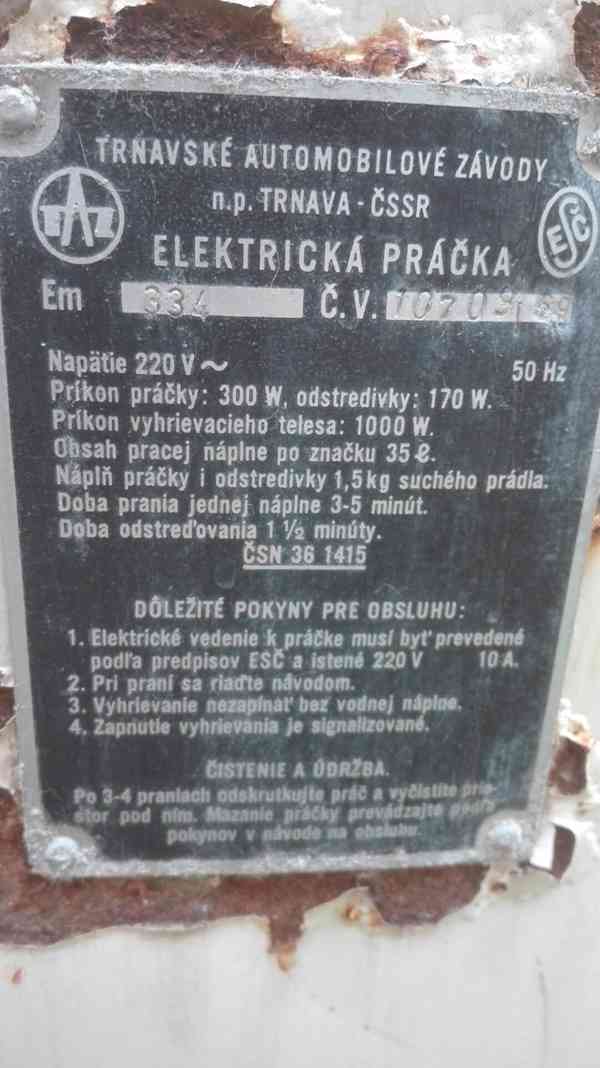 TRNAVSKÉ AUTOMOBILOVÉ ZÁVODY
n.p. TRNAVA - ČSSR
TAZ
ESČ
ELEKTRICKÁ PRÁČKA
Em 334 Č.V.
Napätie 220 V ~ 50 Hz
Príkon práčky: 300 W, odstredivky: 170 W.
Príkon vyhrievacieho telesa: 1000 W.
Obsah pracej náplne po značku 35 ℓ.
Náplň práčky i odstredivky 1,5 kg suchého prádla.
Doba prania jednej náplne 3-5 minút.
Doba odstreďovania 1 ½ minúty.
ČSN 36 1415
DÔLEŽITÉ POKYNY PRE OBSLUHU:
1. Elektrické vedenie k práčke musí byť prevedené
podľa predpisov ESČ a istené 220 V 10 A.
2. Pri praní sa riaďte návodom.
3. Vyhrievanie nezapínať bez vodnej náplne.
4. Zapnutie vyhrievania je signalizované.
ČISTENIE A ÚDRŽBA.
Po 3-4 praniach odskrutkujte práč a vyčistite prie-
stor pod ním. Mazanie práčky prevádzajte podľa
pokynov v návode na obsluhu.